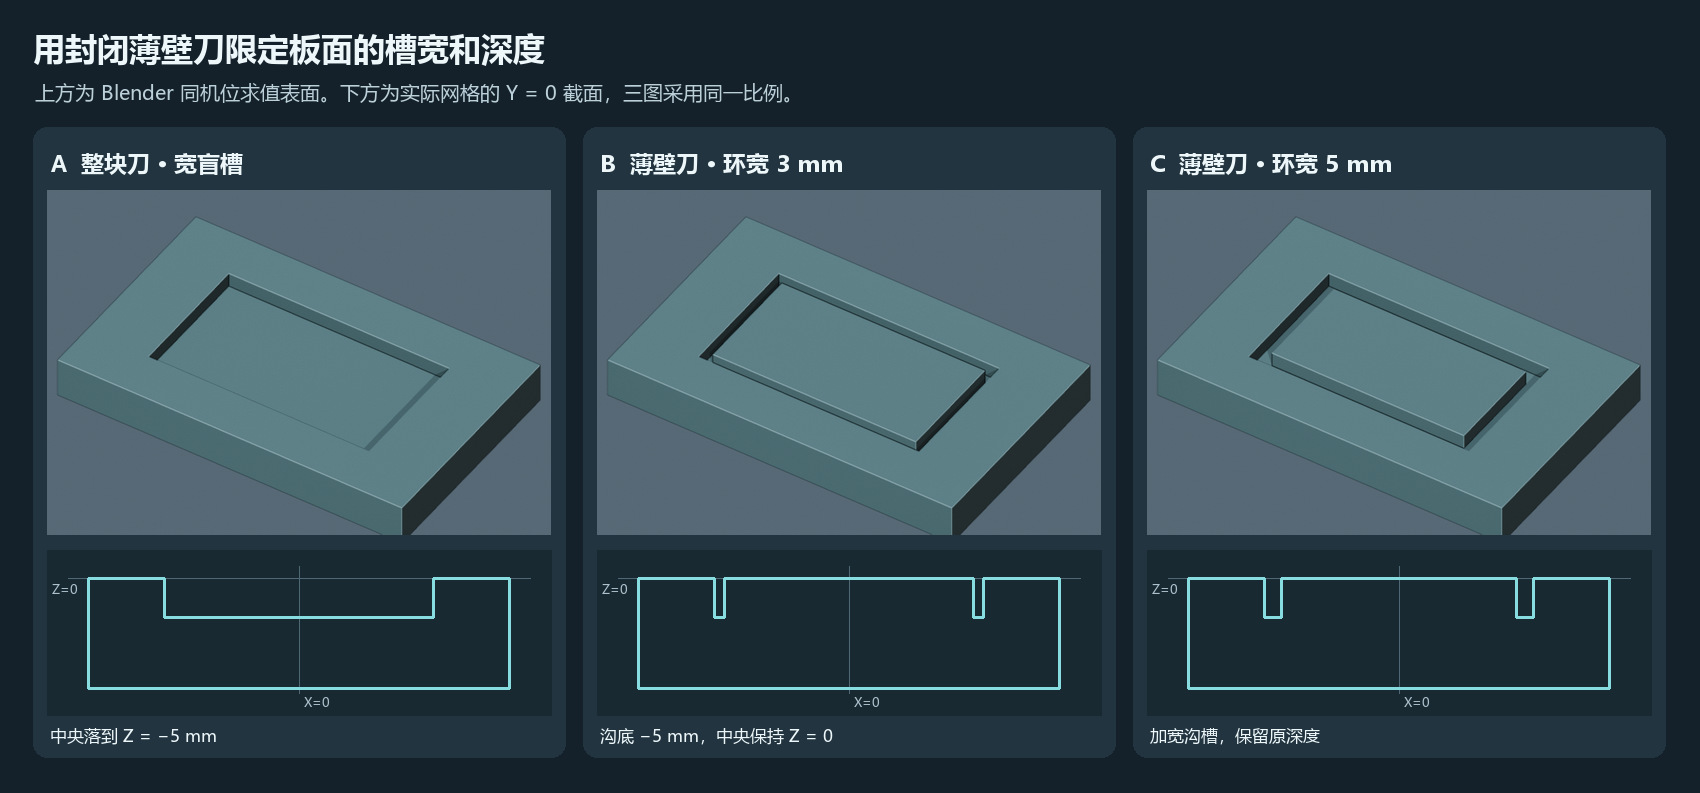 用封闭薄壁刀限定板面的槽宽和深度
上方为 Blender 同机位求值表面。下方为实际网格的 Y = 0 截面，三图采用同一比例。
A 整块刀 • 宽盲槽
Z=0
X=0
中央落到 Z = −5 mm
B 薄壁刀 • 环宽 3 mm
Z=0
X=0
沟底 −5 mm，中央保持 Z = 0
C 薄壁刀 • 环宽 5 mm
Z=0
X=0
加宽沟槽，保留原深度